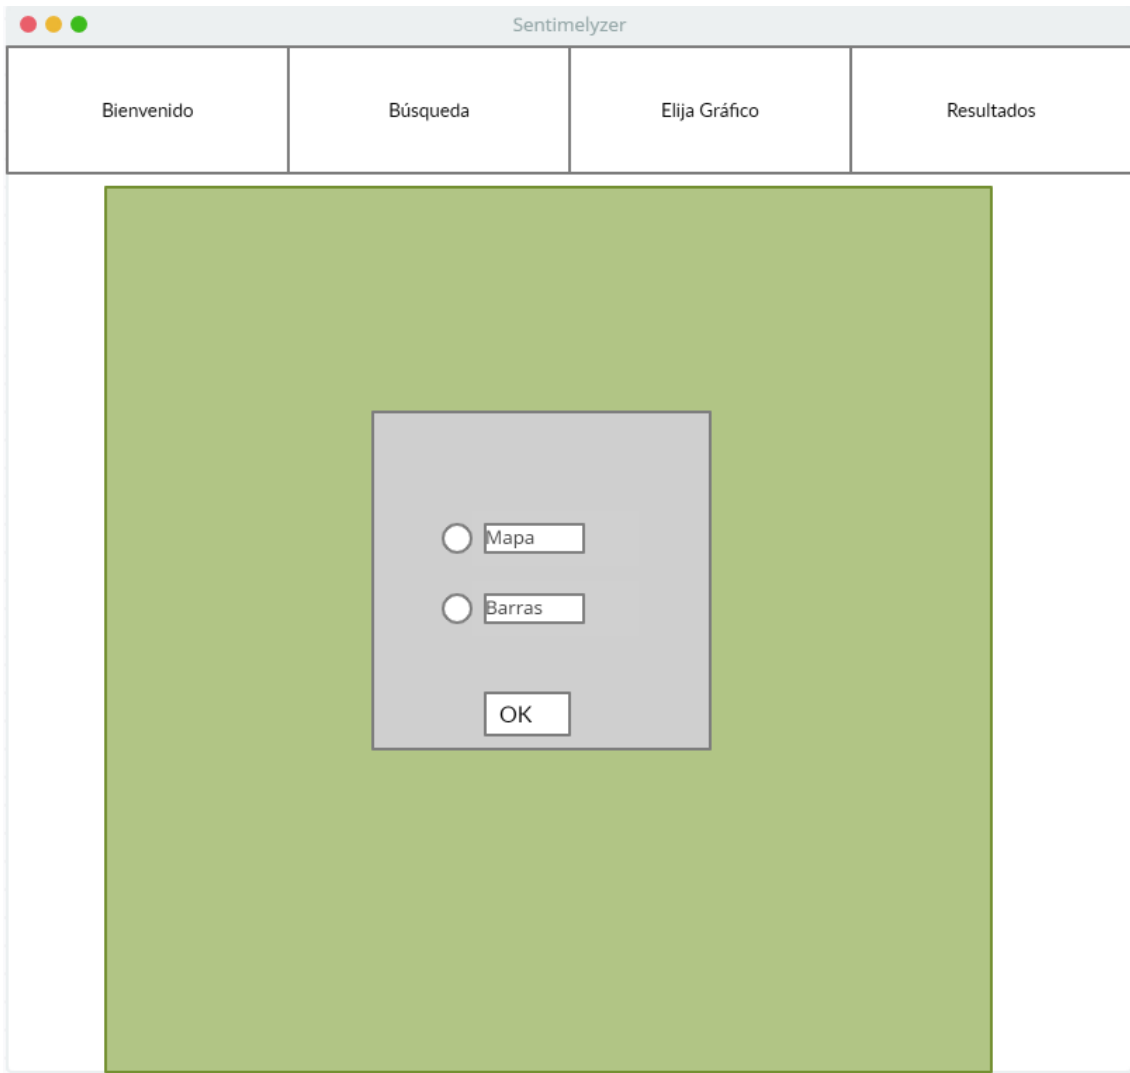 Sentimelyzer
Bienvenido Búsqueda Elija Gráfico Resultados
Mapa
Barras
OK